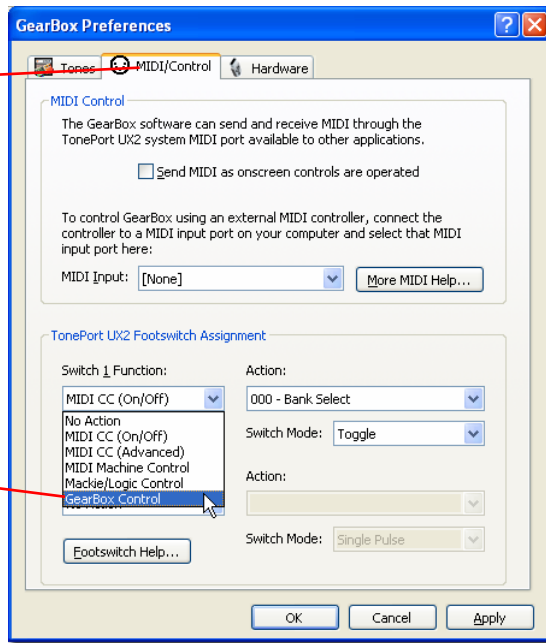 GearBox Preferences
Tones MIDI/Control Hardware
MIDI Control
The GearBox software can send and receive MIDI through the
TonePort UX2 system MIDI port available to other applications.
Send MIDI as onscreen controls are operated
To control GearBox using an external MIDI controller, connect the
controller to a MIDI input port on your computer and select that MIDI
input port here:
MIDI Input: [None] More MIDI Help...
TonePort UX2 Footswitch Assignment
Switch 1 Function: Action:
MIDI CC (On/Off) 000 - Bank Select
No Action
MIDI CC (On/Off) Switch Mode: Toggle
MIDI CC (Advanced)
MIDI Machine Control
Mackie/Logic Control Action:
GearBox Control
No Action
Footswitch Help... Switch Mode: Single Pulse
OK Cancel Apply